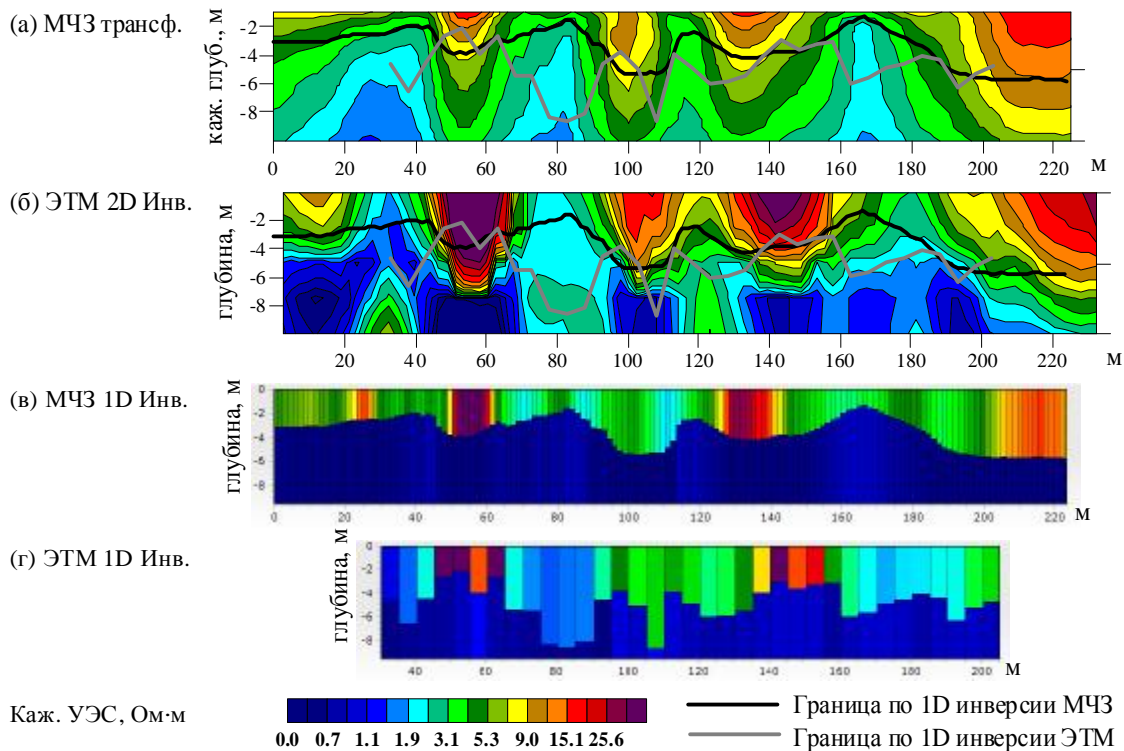 (а) МЧЗ трансф.
каж. глуб., м
-2
-4
-6
-8
0 20 40 60 80 100 120 140 160 180 200 220 м
(б) ЭТМ 2D Инв.
глубина, м
-2
-4
-6
-8
20 40 60 80 100 120 140 160 180 200 220 м
(в) МЧЗ 1D Инв.
глубина, м
0
-2
-4
-6
-8
0 20 40 60 80 100 120 140 160 180 200 220 м
(г) ЭТМ 1D Инв.
глубина, м
0
-2
-4
-6
-8
40 60 80 100 120 140 160 180 200 м
Каж. УЭС, Ом·м
0.0 0.7 1.1 1.9 3.1 5.3 9.0 15.1 25.6
Граница по 1D инверсии МЧЗ
Граница по 1D инверсии ЭТМ